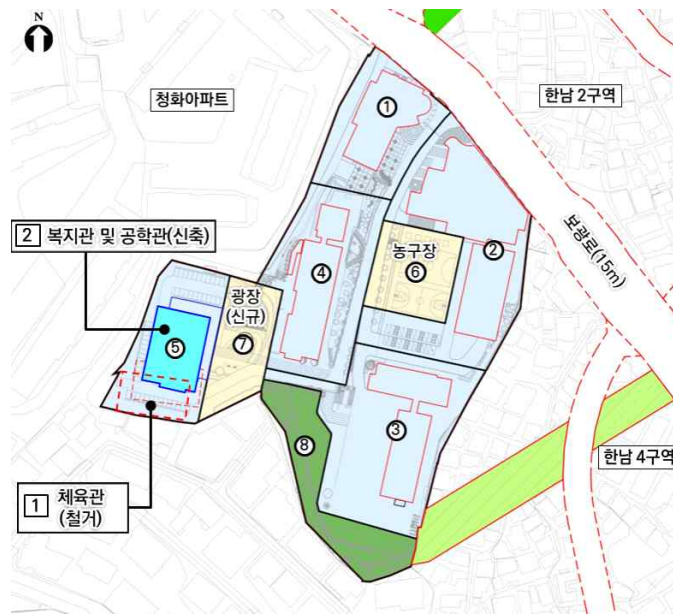 N
청화아파트
한남 2구역
①
2 복지관 및 공학관(신축)
농구장
⑥
②
보광로(15m)
④
광장
(신규)
⑦
⑤
③
⑧
한남 4구역
1 체육관
(철거)